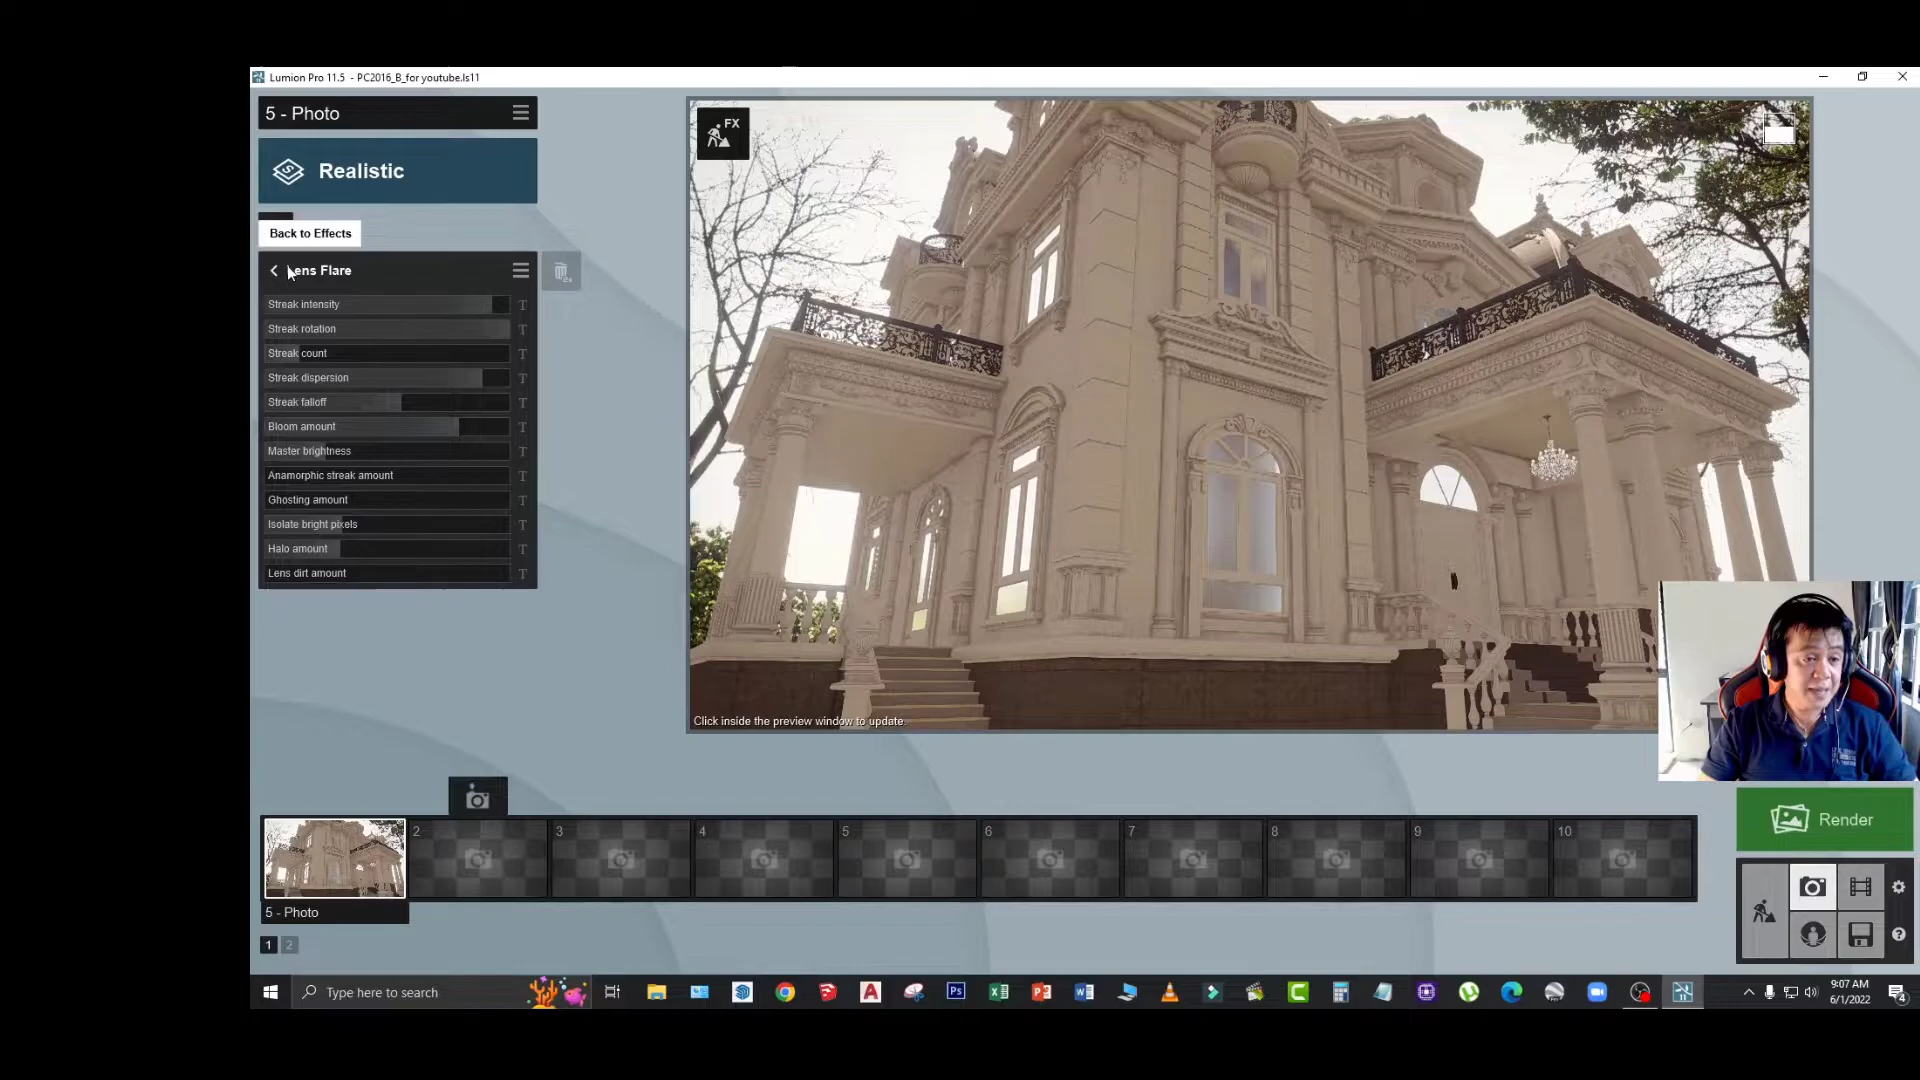 Lumion Pro 11.5 - PC2016_B_for youtube.ls11
5 - Photo
FX
Realistic
Back to Effects
Lens Flare
Streak intensity T
Streak rotation T
Streak count T
Streak dispersion T
Streak falloff T
Bloom amount T
Master brightness T
Anamorphic streak amount T
Ghosting amount T
Isolate bright pixels T
Halo amount T
Lens dirt amount T
Click inside the preview window to update.
Render
2 3 4 5 6 7 8 9 10
5 - Photo
1 2
Type here to search
9:07 AM
6/1/2022
4